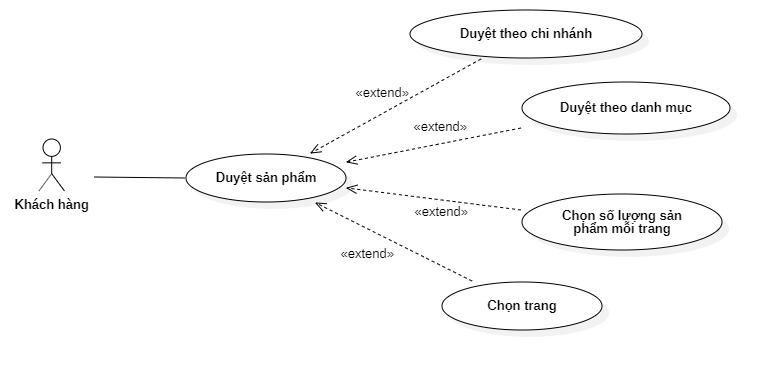 Duyệt theo chi nhánh
«extend»
Duyệt theo danh mục
«extend»
Duyệt sản phẩm
Khách hàng
«extend»
Chọn số lượng sản
phẩm mỗi trang
«extend»
Chọn trang